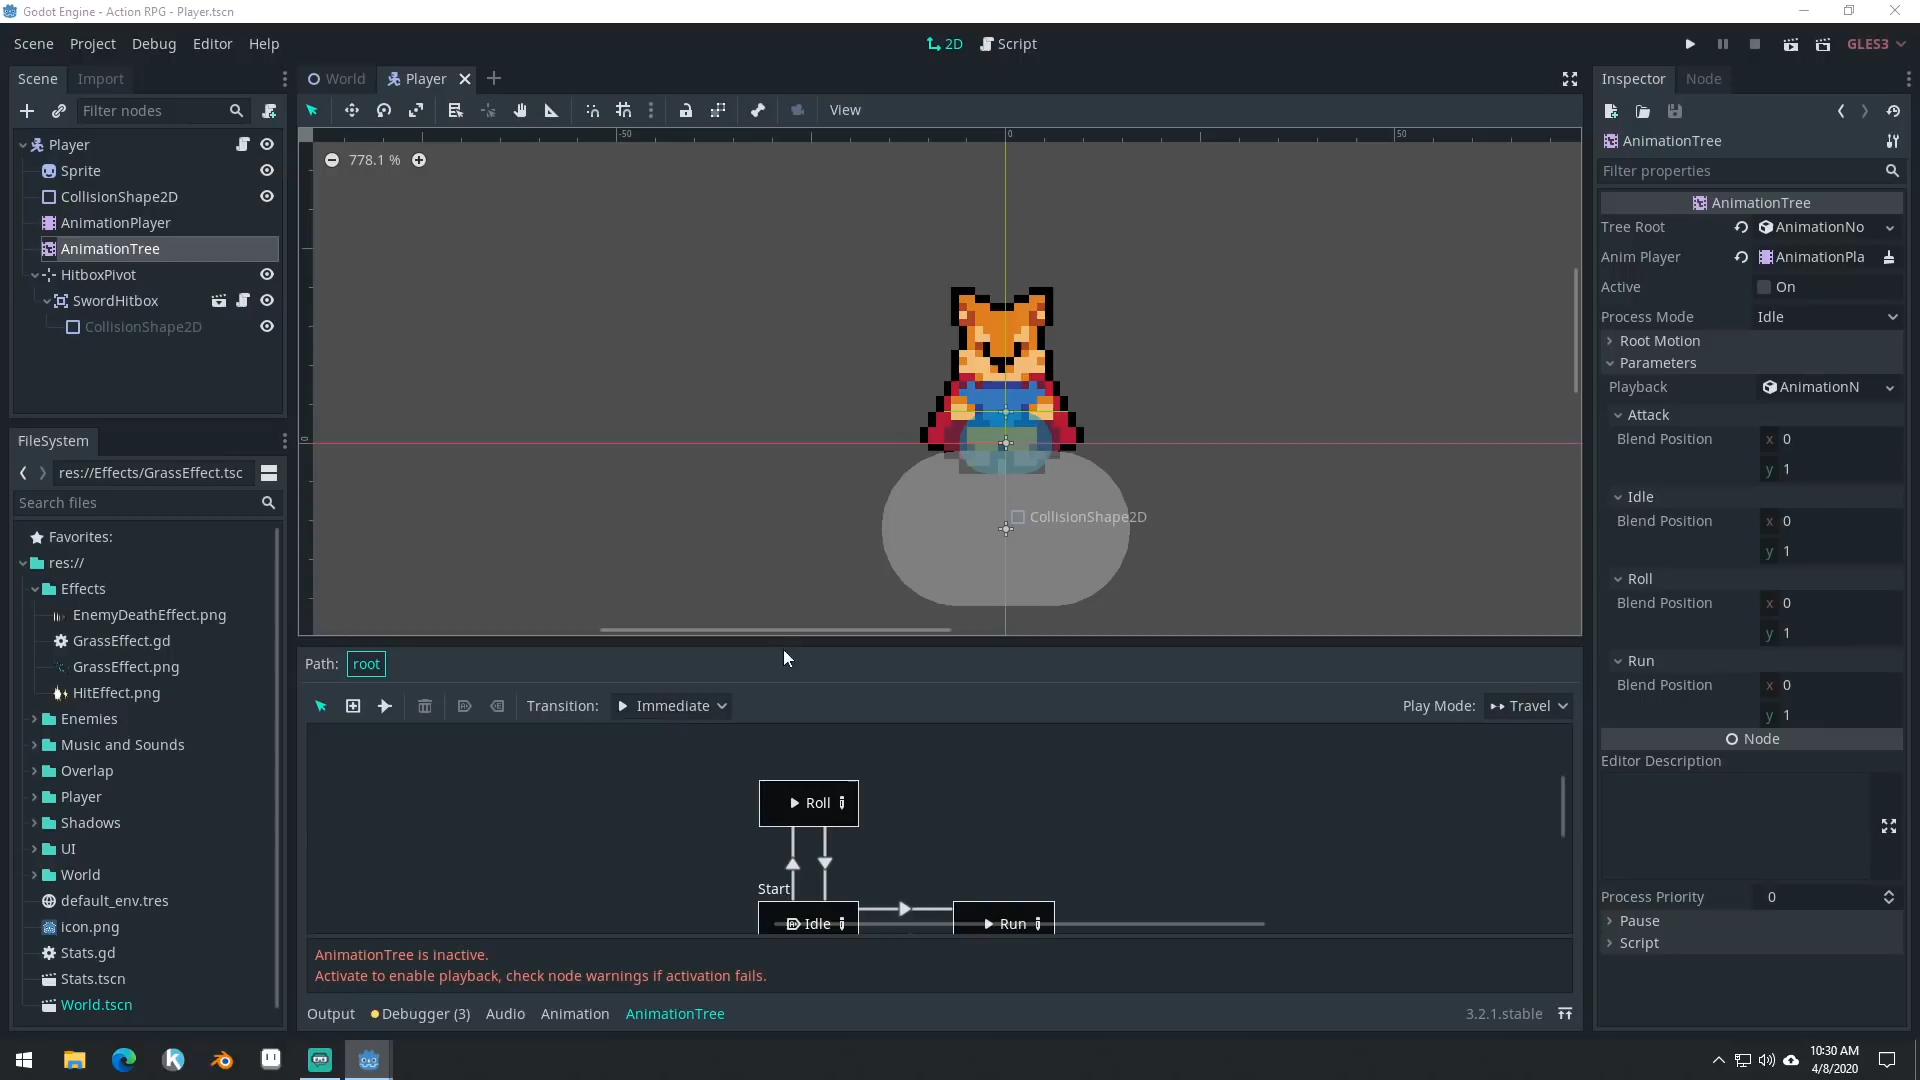 Godot Engine - Action RPG - Player.tscn
Scene Project Debug Editor Help
2D Script
GLES3
Scene Import
Filter nodes
Player
Sprite
CollisionShape2D
AnimationPlayer
AnimationTree
HitboxPivot
SwordHitbox
CollisionShape2D
FileSystem
res://Effects/GrassEffect.tsc
Search files
Favorites:
res://
Effects
EnemyDeathEffect.png
GrassEffect.gd
GrassEffect.png
HitEffect.png
Enemies
Music and Sounds
Overlap
Player
Shadows
UI
World
default_env.tres
icon.png
Stats.gd
Stats.tscn
World.tscn
World Player
View
-50 0 50
0
778.1 %
CollisionShape2D
Path: root
Transition: Immediate
Play Mode: Travel
Roll
Start
Idle
Run
AnimationTree is inactive.
Activate to enable playback, check node warnings if activation fails.
Output Debugger (3) Audio Animation AnimationTree
3.2.1.stable
Inspector Node
AnimationTree
Filter properties
AnimationTree
Tree Root AnimationNo
Anim Player AnimationPla
Active On
Process Mode Idle
Root Motion
Parameters
Playback AnimationN
Attack
Blend Position x 0
y 1
Idle
Blend Position x 0
y 1
Roll
Blend Position x 0
y 1
Run
Blend Position x 0
y 1
Node
Editor Description
Process Priority 0
Pause
Script
10:30 AM
4/8/2020